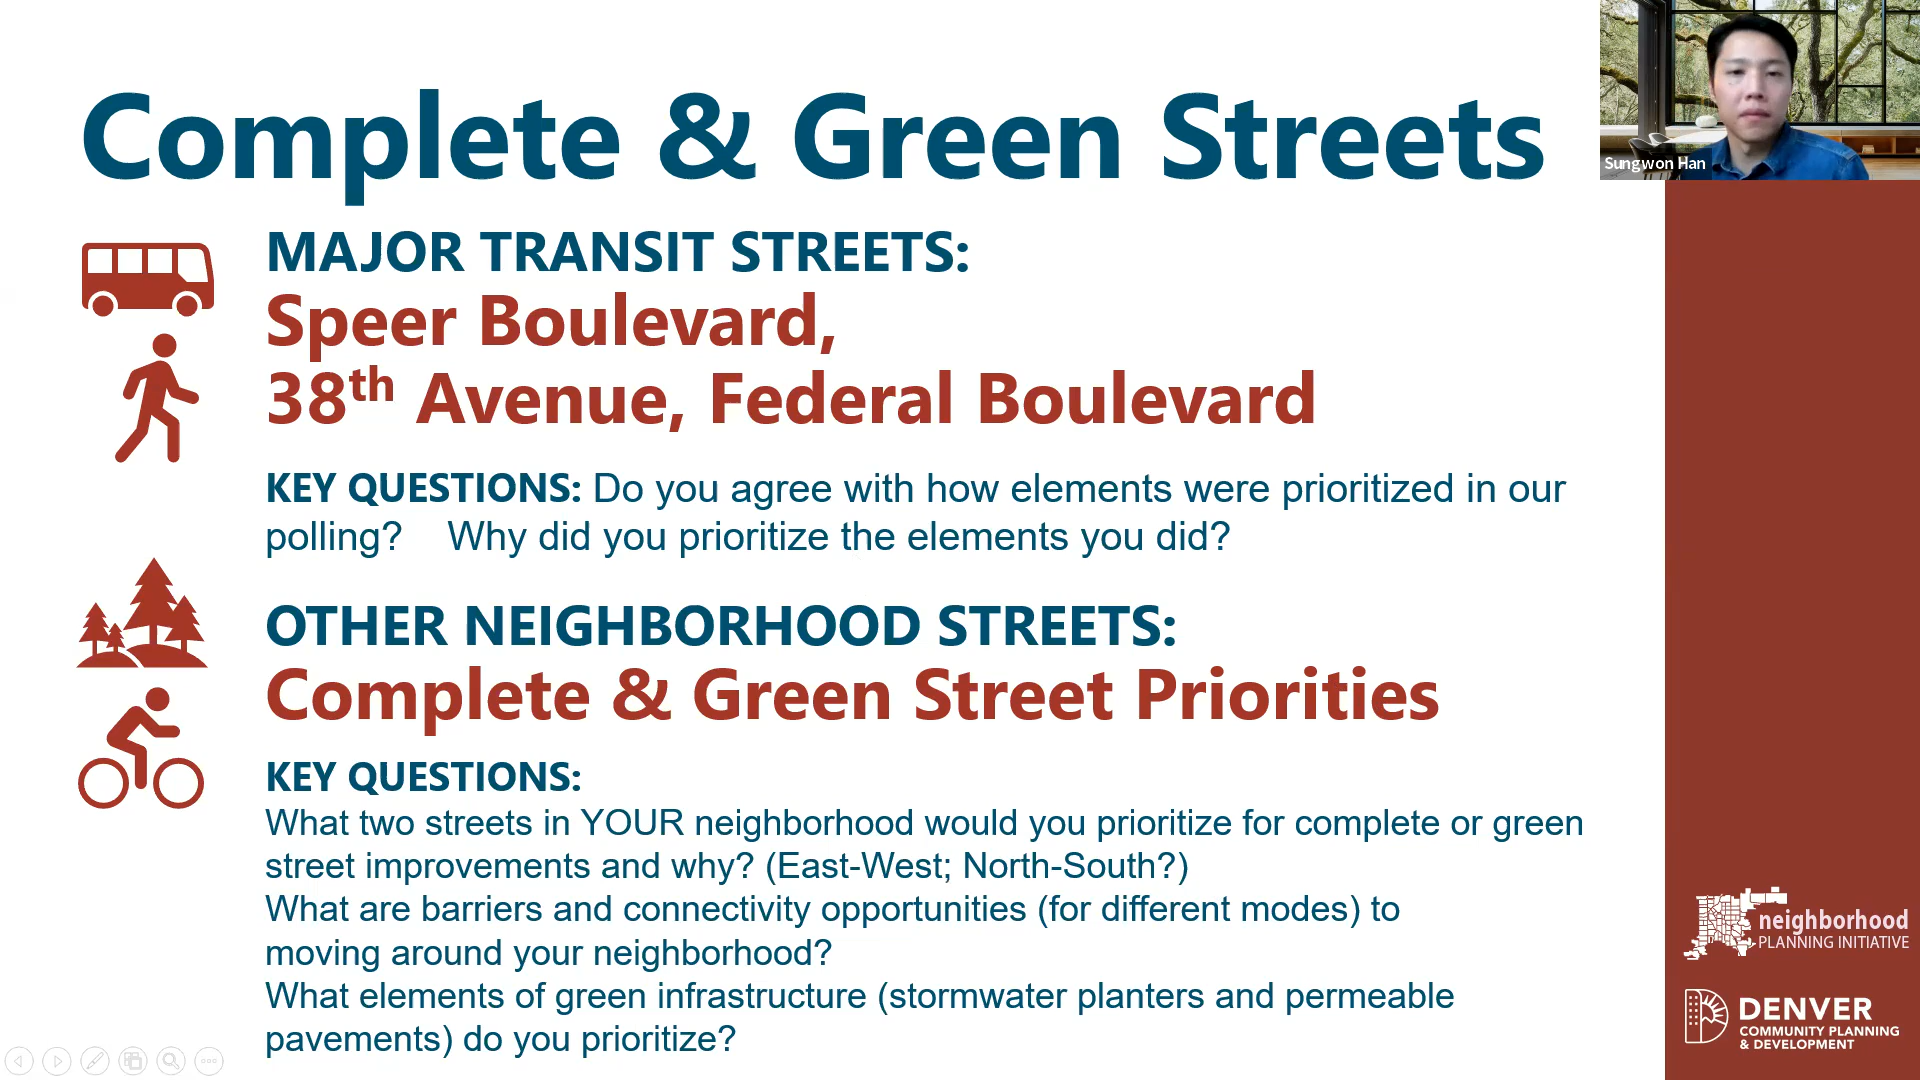 Complete & Green Streets
Sungwon Han
MAJOR TRANSIT STREETS:
Speer Boulevard,
38th Avenue, Federal Boulevard
KEY QUESTIONS: Do you agree with how elements were prioritized in our
polling? Why did you prioritize the elements you did?
OTHER NEIGHBORHOOD STREETS:
Complete & Green Street Priorities
KEY QUESTIONS:
What two streets in YOUR neighborhood would you prioritize for complete or green
street improvements and why? (East-West; North-South?)
What are barriers and connectivity opportunities (for different modes) to
moving around your neighborhood?
What elements of green infrastructure (stormwater planters and permeable
pavements) do you prioritize?
neighborhood
PLANNING INITIATIVE
DENVER
COMMUNITY PLANNING
& DEVELOPMENT